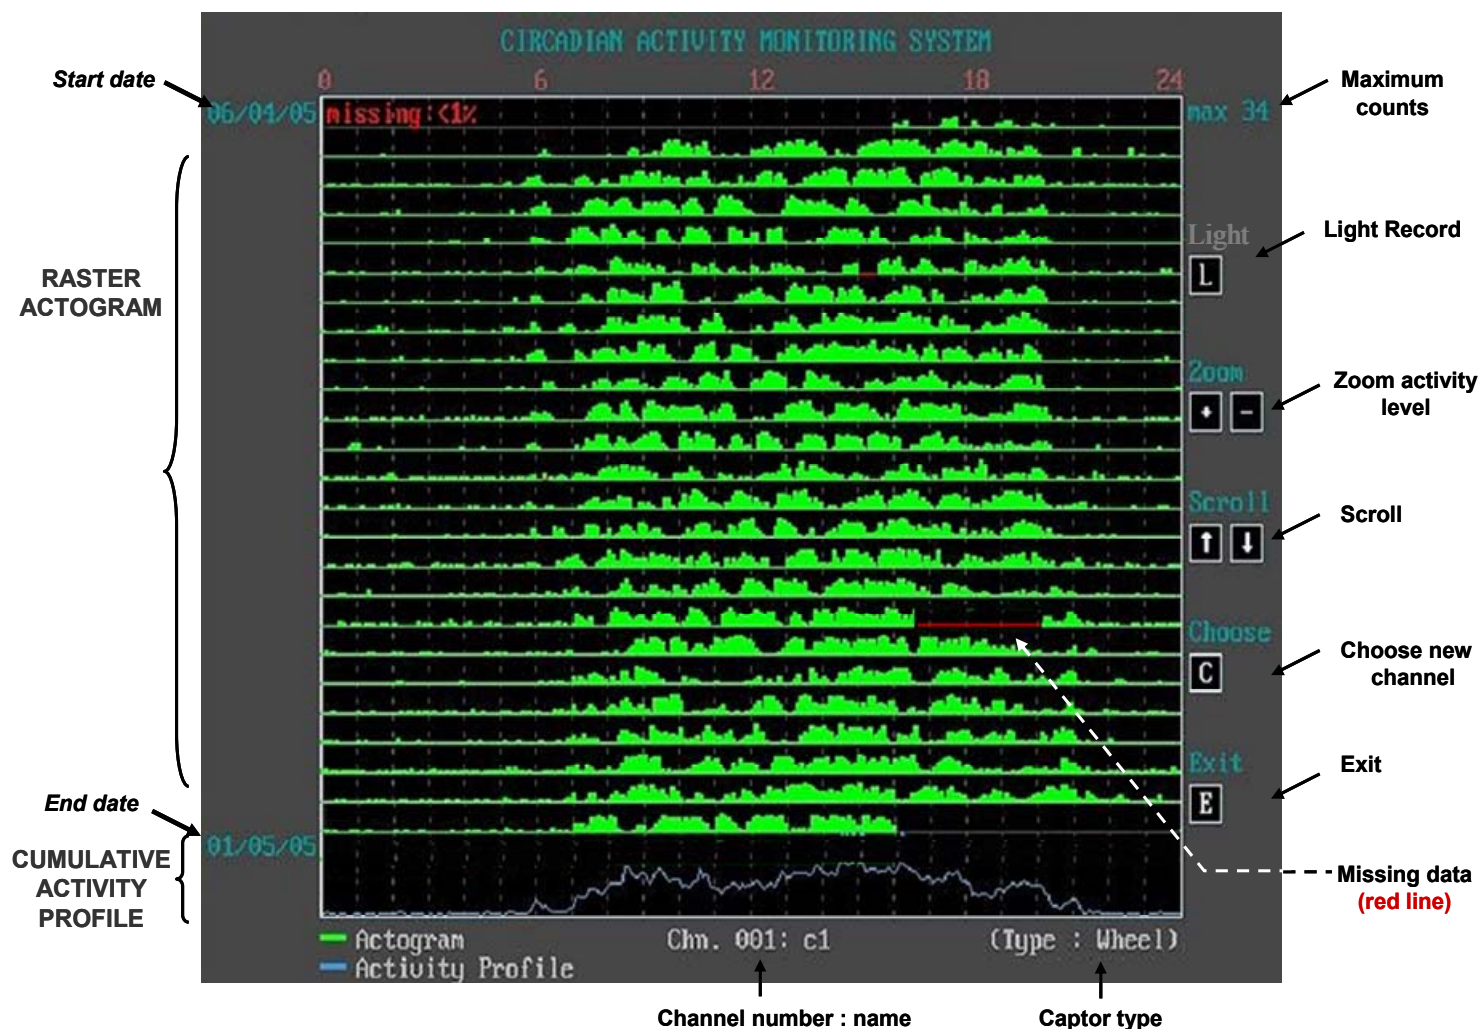 CIRCADIAN ACTIVITY MONITORING SYSTEM
0 6 12 18 24
Start date
06/04/05
missing:<1%
max 34
Maximum
counts
RASTER
ACTOGRAM
Light
L
Light Record
Zoom
+ -
Zoom activity
level
Scroll
↑ ↓
Scroll
Choose
C
Choose new
channel
Exit
E
Exit
End date
01/05/05
CUMULATIVE
ACTIVITY
PROFILE
Missing data
(red line)
Actogram
Chn. 001: c1
(Type : Wheel)
Activity Profile
Channel number : name
Captor type